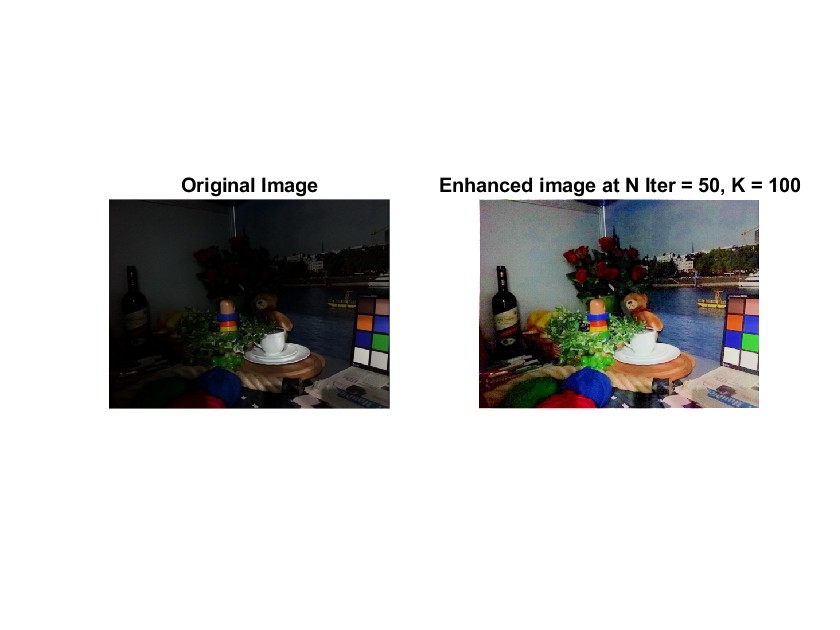 Original Image
Enhanced image at N Iter = 50, K = 100